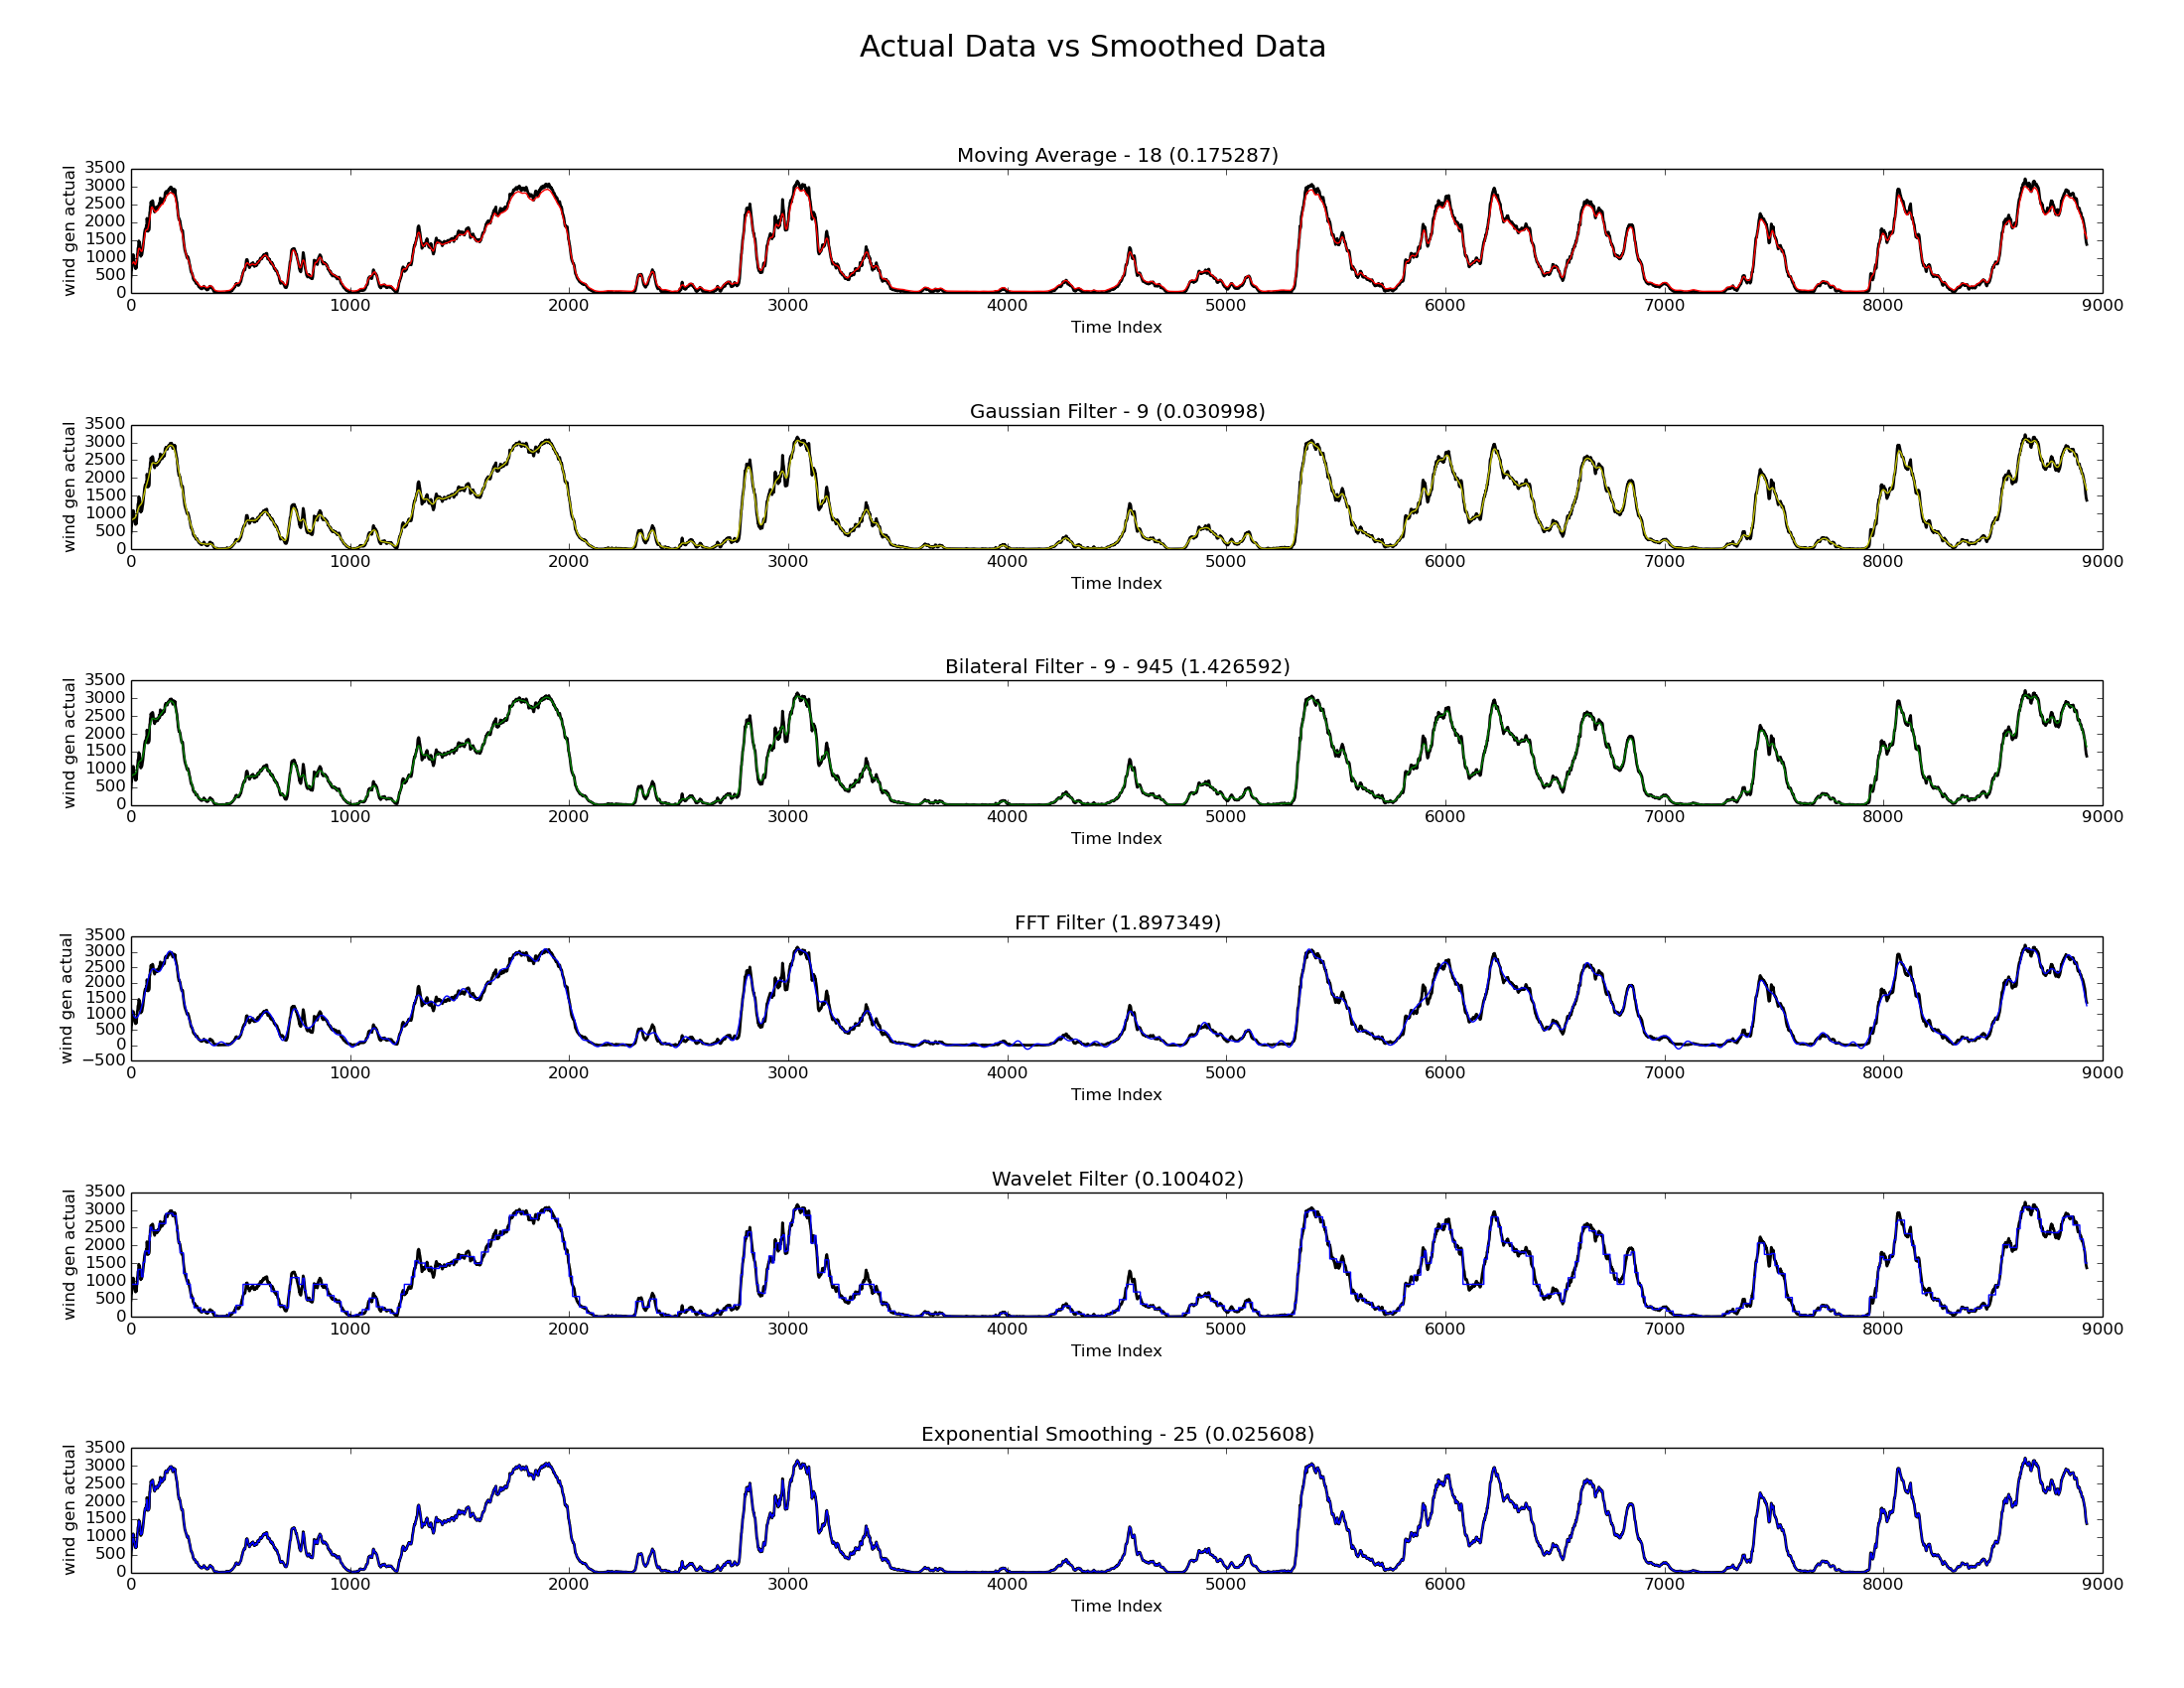 Actual Data vs Smoothed Data
Moving Average - 18 (0.175287)
wind gen actual
3500
3000
2500
2000
1500
1000
500
0
0 1000 2000 3000 4000 5000 6000 7000 8000 9000
Time Index
Gaussian Filter - 9 (0.030998)
wind gen actual
3500
3000
2500
2000
1500
1000
500
0
0 1000 2000 3000 4000 5000 6000 7000 8000 9000
Time Index
Bilateral Filter - 9 - 945 (1.426592)
wind gen actual
3500
3000
2500
2000
1500
1000
500
0
0 1000 2000 3000 4000 5000 6000 7000 8000 9000
Time Index
FFT Filter (1.897349)
wind gen actual
3500
3000
2500
2000
1500
1000
500
0
−500
0 1000 2000 3000 4000 5000 6000 7000 8000 9000
Time Index
Wavelet Filter (0.100402)
wind gen actual
3500
3000
2500
2000
1500
1000
500
0
0 1000 2000 3000 4000 5000 6000 7000 8000 9000
Time Index
Exponential Smoothing - 25 (0.025608)
wind gen actual
3500
3000
2500
2000
1500
1000
500
0
0 1000 2000 3000 4000 5000 6000 7000 8000 9000
Time Index